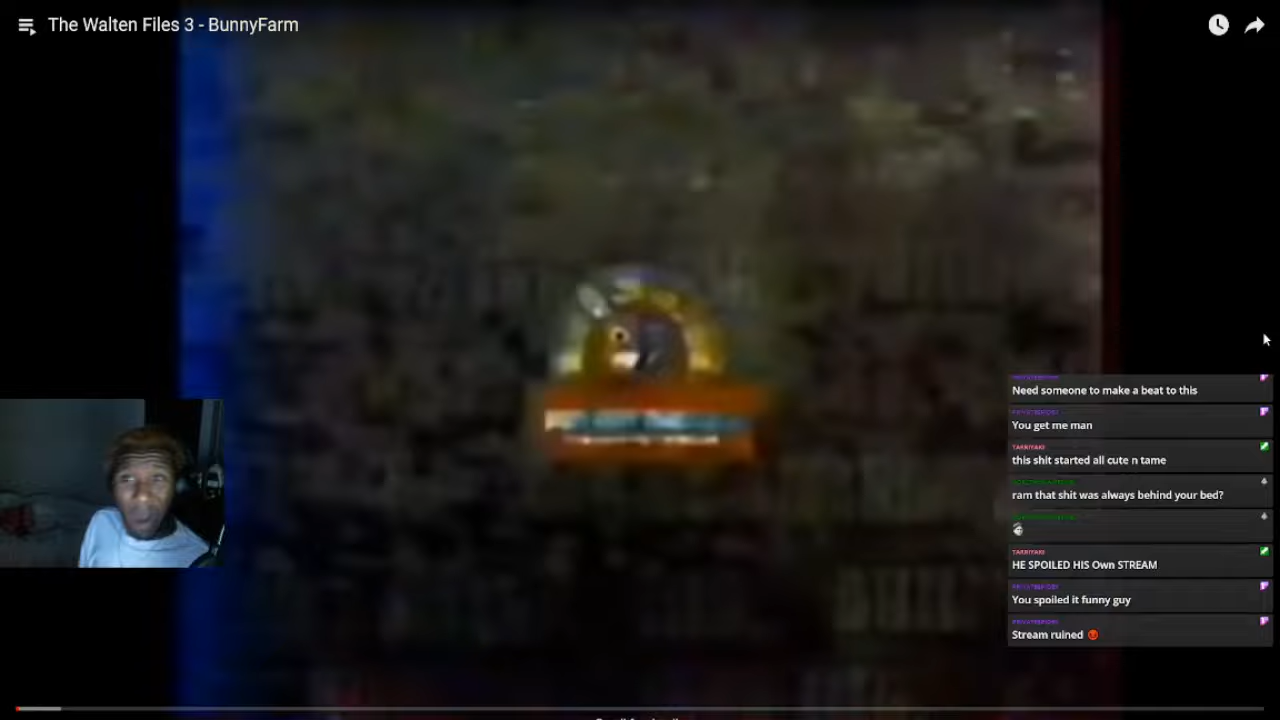 The Walten Files 3 - BunnyFarm
Need someone to make a beat to this
You get me man
TAKRIYAKI
this shit started all cute n tame
ram that shit was always behind your bed?
TAKRIYAKI
HE SPOILED HIS Own STREAM
You spoiled it funny guy
Stream ruined